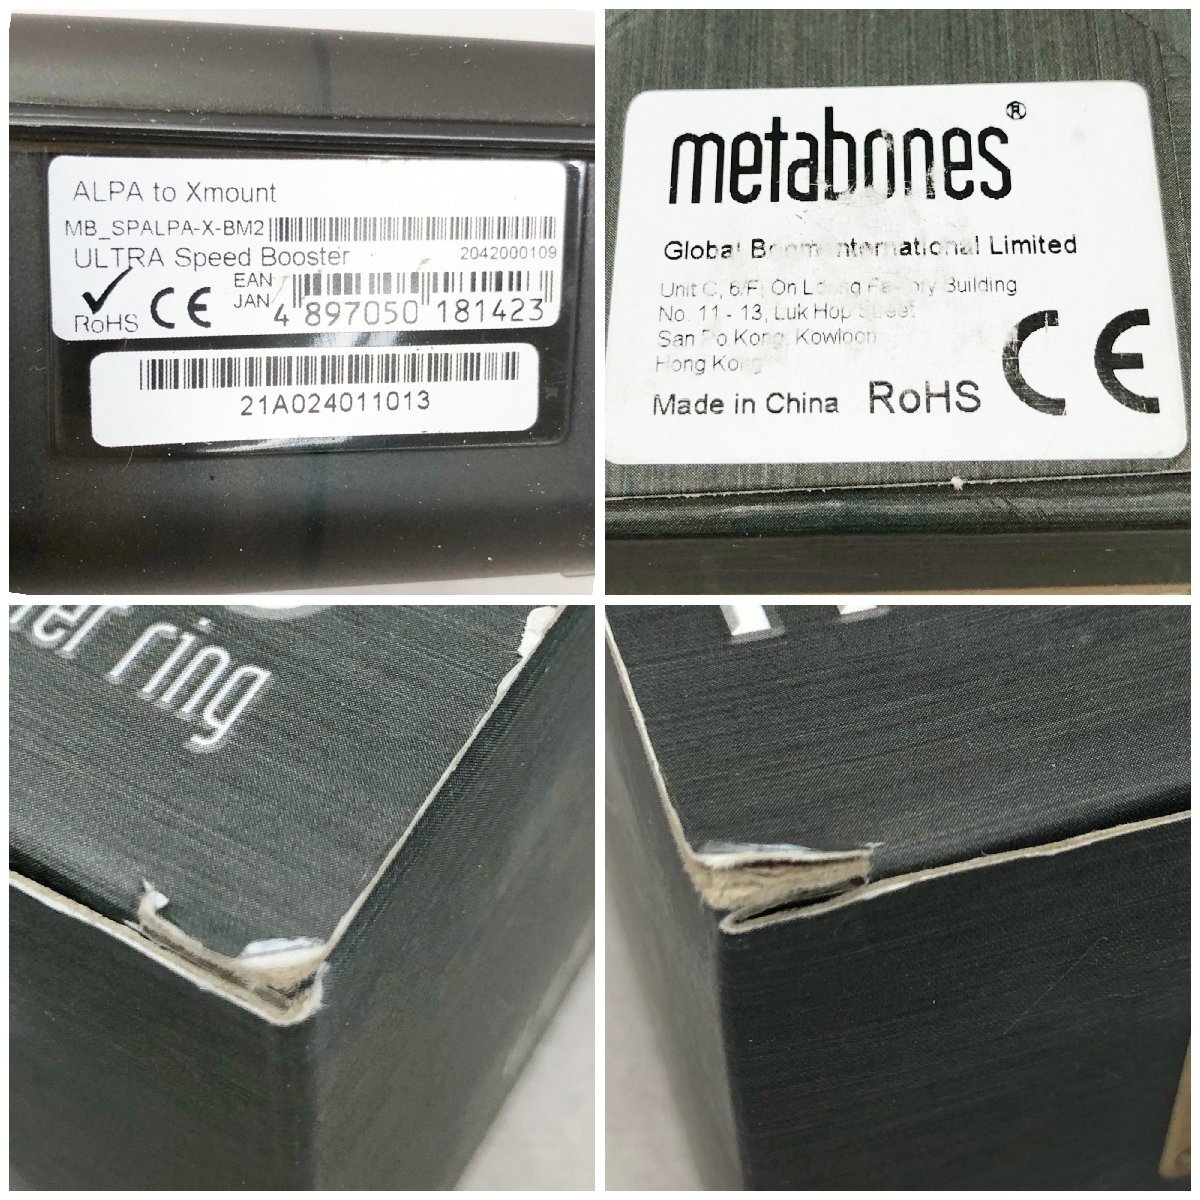 ALPA to Xmount
MB_SPALPA-X-BM2
ULTRA Speed Booster 2042000109
EAN
JAN
RoHS CE 4 897050 181423
21A024011013
metabones®
Global Boom International Limited
Unit C, 6/F, On Building
No. 11 - 13, Luk Hop Street
San Po Kong, Kowloon
Hong Kong
Made in China RoHS CE
ring